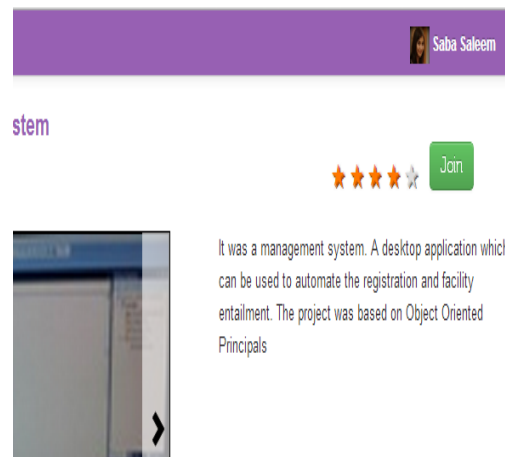 Saba Saleem
stem
Join
It was a management system. A desktop application which
can be used to automate the registration and facility
entailment. The project was based on Object Oriented
Principals